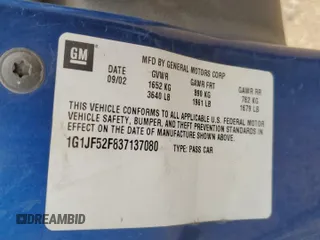 GM
MFD BY GENERAL MOTORS CORP
DATE GVWR GAWR FRT GAWR RR
09/02 1652 KG 890 KG 762 KG
3640 LB 1961 LB 1679 LB
THIS VEHICLE CONFORMS TO ALL APPLICABLE U.S. FEDERAL MOTOR
VEHICLE SAFETY, BUMPER, AND THEFT PREVENTION STANDARDS
IN EFFECT ON THE DATE OF MANUFACTURE SHOWN ABOVE.
1G1JF52F837137080 TYPE: PASS CAR
DREAMBID